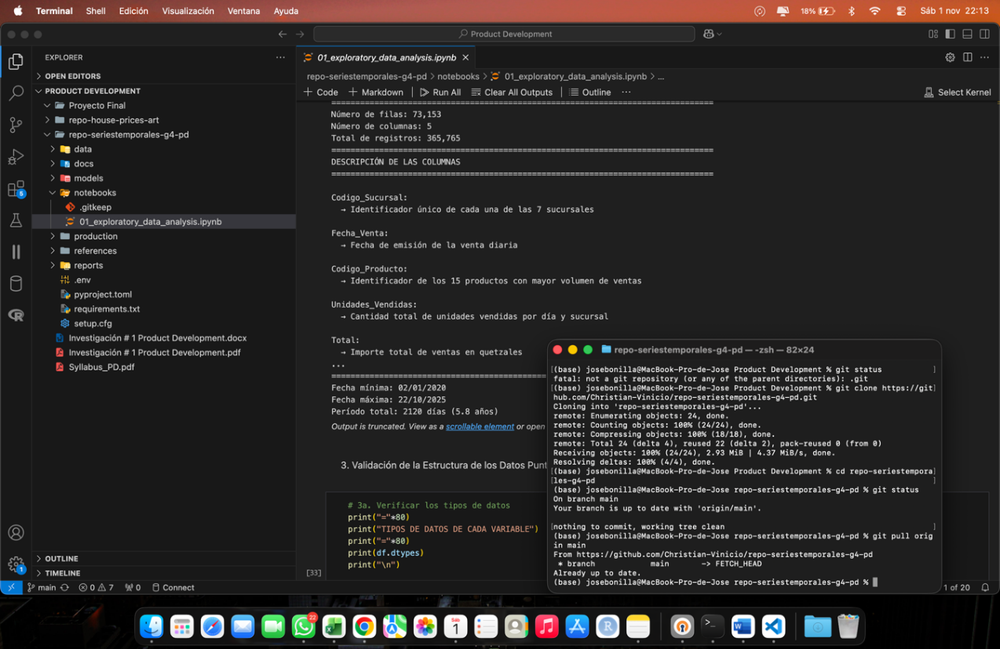 Terminal Shell Edición Visualización Ventana Ayuda
18% Sáb 1 nov 22:13
Product Development
EXPLORER
OPEN EDITORS
PRODUCT DEVELOPMENT
Proyecto Final
repo-house-prices-art
repo-seriestemporales-g4-pd
data
docs
models
notebooks
.gitkeep
01_exploratory_data_analysis.ipynb
production
references
reports
.env
pyproject.toml
requirements.txt
setup.cfg
Investigación # 1 Product Development.docx
Investigación # 1 Product Development.pdf
Syllabus_PD.pdf
OUTLINE
TIMELINE
5
1
01_exploratory_data_analysis.ipynb
repo-seriestemporales-g4-pd > notebooks > 01_exploratory_data_analysis.ipynb > ...
+ Code + Markdown Run All Clear All Outputs Outline ... Select Kernel
================================================================================
Número de filas: 73,153
Número de columnas: 5
Total de registros: 365,765
================================================================================
DESCRIPCIÓN DE LAS COLUMNAS
================================================================================
Codigo_Sucursal:
→ Identificador único de cada una de las 7 sucursales
Fecha_Venta:
→ Fecha de emisión de la venta diaria
Codigo_Producto:
→ Identificador de los 15 productos con mayor volumen de ventas
Unidades_Vendidas:
→ Cantidad total de unidades vendidas por día y sucursal
Total:
→ Importe total de ventas en quetzales
...
Fecha mínima: 02/01/2020
Fecha máxima: 22/10/2025
Período total: 2120 días (5.8 años)
Output is truncated. View as a scrollable element or open
3. Validación de la Estructura de los Datos Punt
# 3a. Verificar los tipos de datos
print("="*80)
print("TIPOS DE DATOS DE CADA VARIABLE")
print("="*80)
print(df.dtypes)
print("\n")
[33]
repo-seriestemporales-g4-pd — -zsh — 82×24
[(base) josebonilla@MacBook-Pro-de-Jose Product Development % git status ]
fatal: not a git repository (or any of the parent directories): .git
[(base) josebonilla@MacBook-Pro-de-Jose Product Development % git clone https://git]
hub.com/Christian-Vinicio/repo-seriestemporales-g4-pd.git
Cloning into 'repo-seriestemporales-g4-pd'...
remote: Enumerating objects: 24, done.
remote: Counting objects: 100% (24/24), done.
remote: Compressing objects: 100% (18/18), done.
remote: Total 24 (delta 4), reused 22 (delta 2), pack-reused 0 (from 0)
Receiving objects: 100% (24/24), 2.93 MiB | 4.37 MiB/s, done.
Resolving deltas: 100% (4/4), done.
[(base) josebonilla@MacBook-Pro-de-Jose Product Development % cd repo-seriestempora]
[les-g4-pd ]
(base) josebonilla@MacBook-Pro-de-Jose repo-seriestemporales-g4-pd % git status
On branch main
Your branch is up to date with 'origin/main'.
[nothing to commit, working tree clean ]
(base) josebonilla@MacBook-Pro-de-Jose repo-seriestemporales-g4-pd % git pull orig
in main
From https://github.com/Christian-Vinicio/repo-seriestemporales-g4-pd
* branch main -> FETCH_HEAD
Already up to date.
(base) josebonilla@MacBook-Pro-de-Jose repo-seriestemporales-g4-pd %
main 0 7 0 Connect 1 of 20
22
Sáb
1